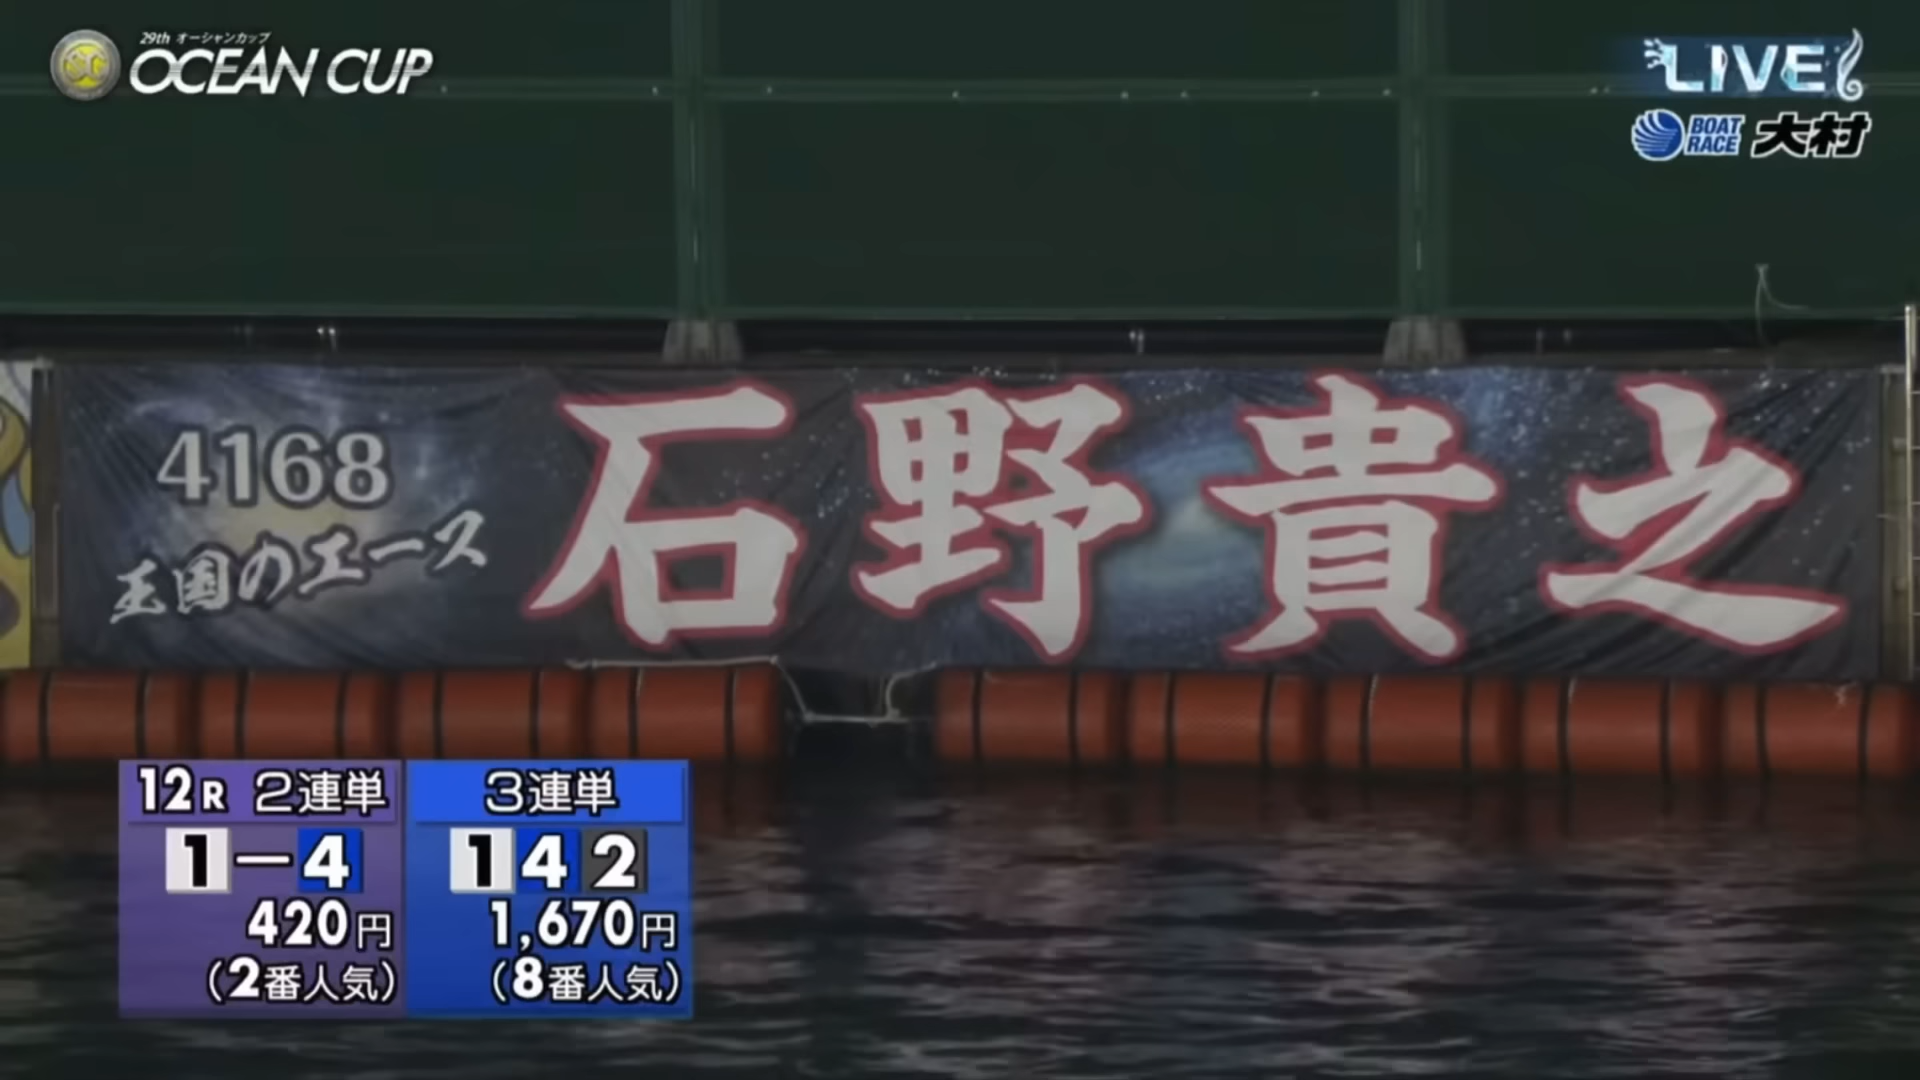 29th オーシャンカップ
SG OCEAN CUP
LIVE
BOAT RACE 大村
4168
王国のエース
石野貴之
12R 2連単
1―4
420円
(2番人気)
3連単
1 4 2
1,670円
(8番人気)